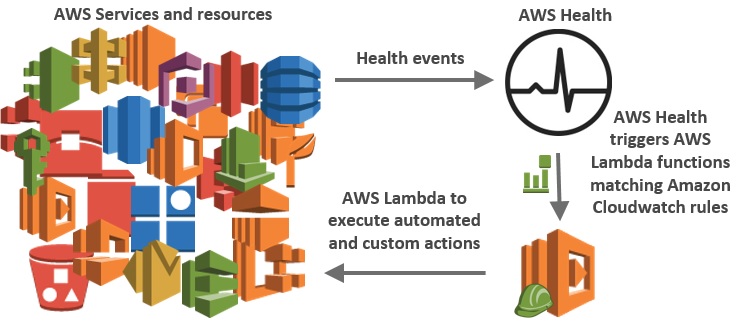 AWS Services and resources
AWS Health
Health events
AWS Health
triggers AWS
Lambda functions
matching Amazon
Cloudwatch rules
AWS Lambda to
execute automated
and custom actions